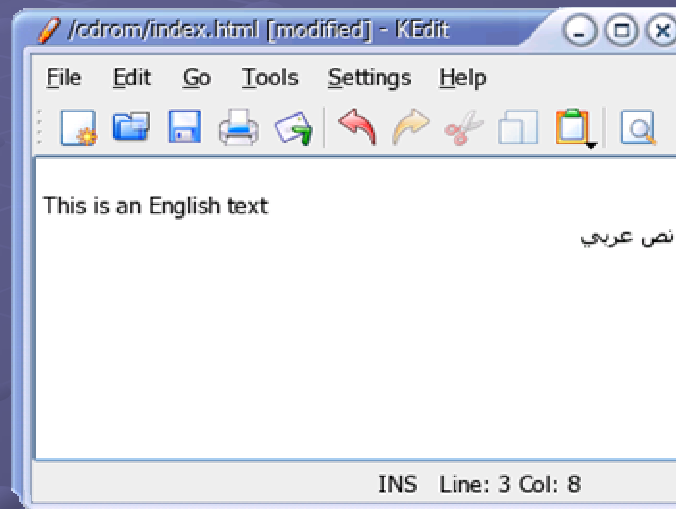 /cdrom/index.html [modified] - KEdit
File Edit Go Tools Settings Help
This is an English text
نص عربي
INS Line: 3 Col: 8